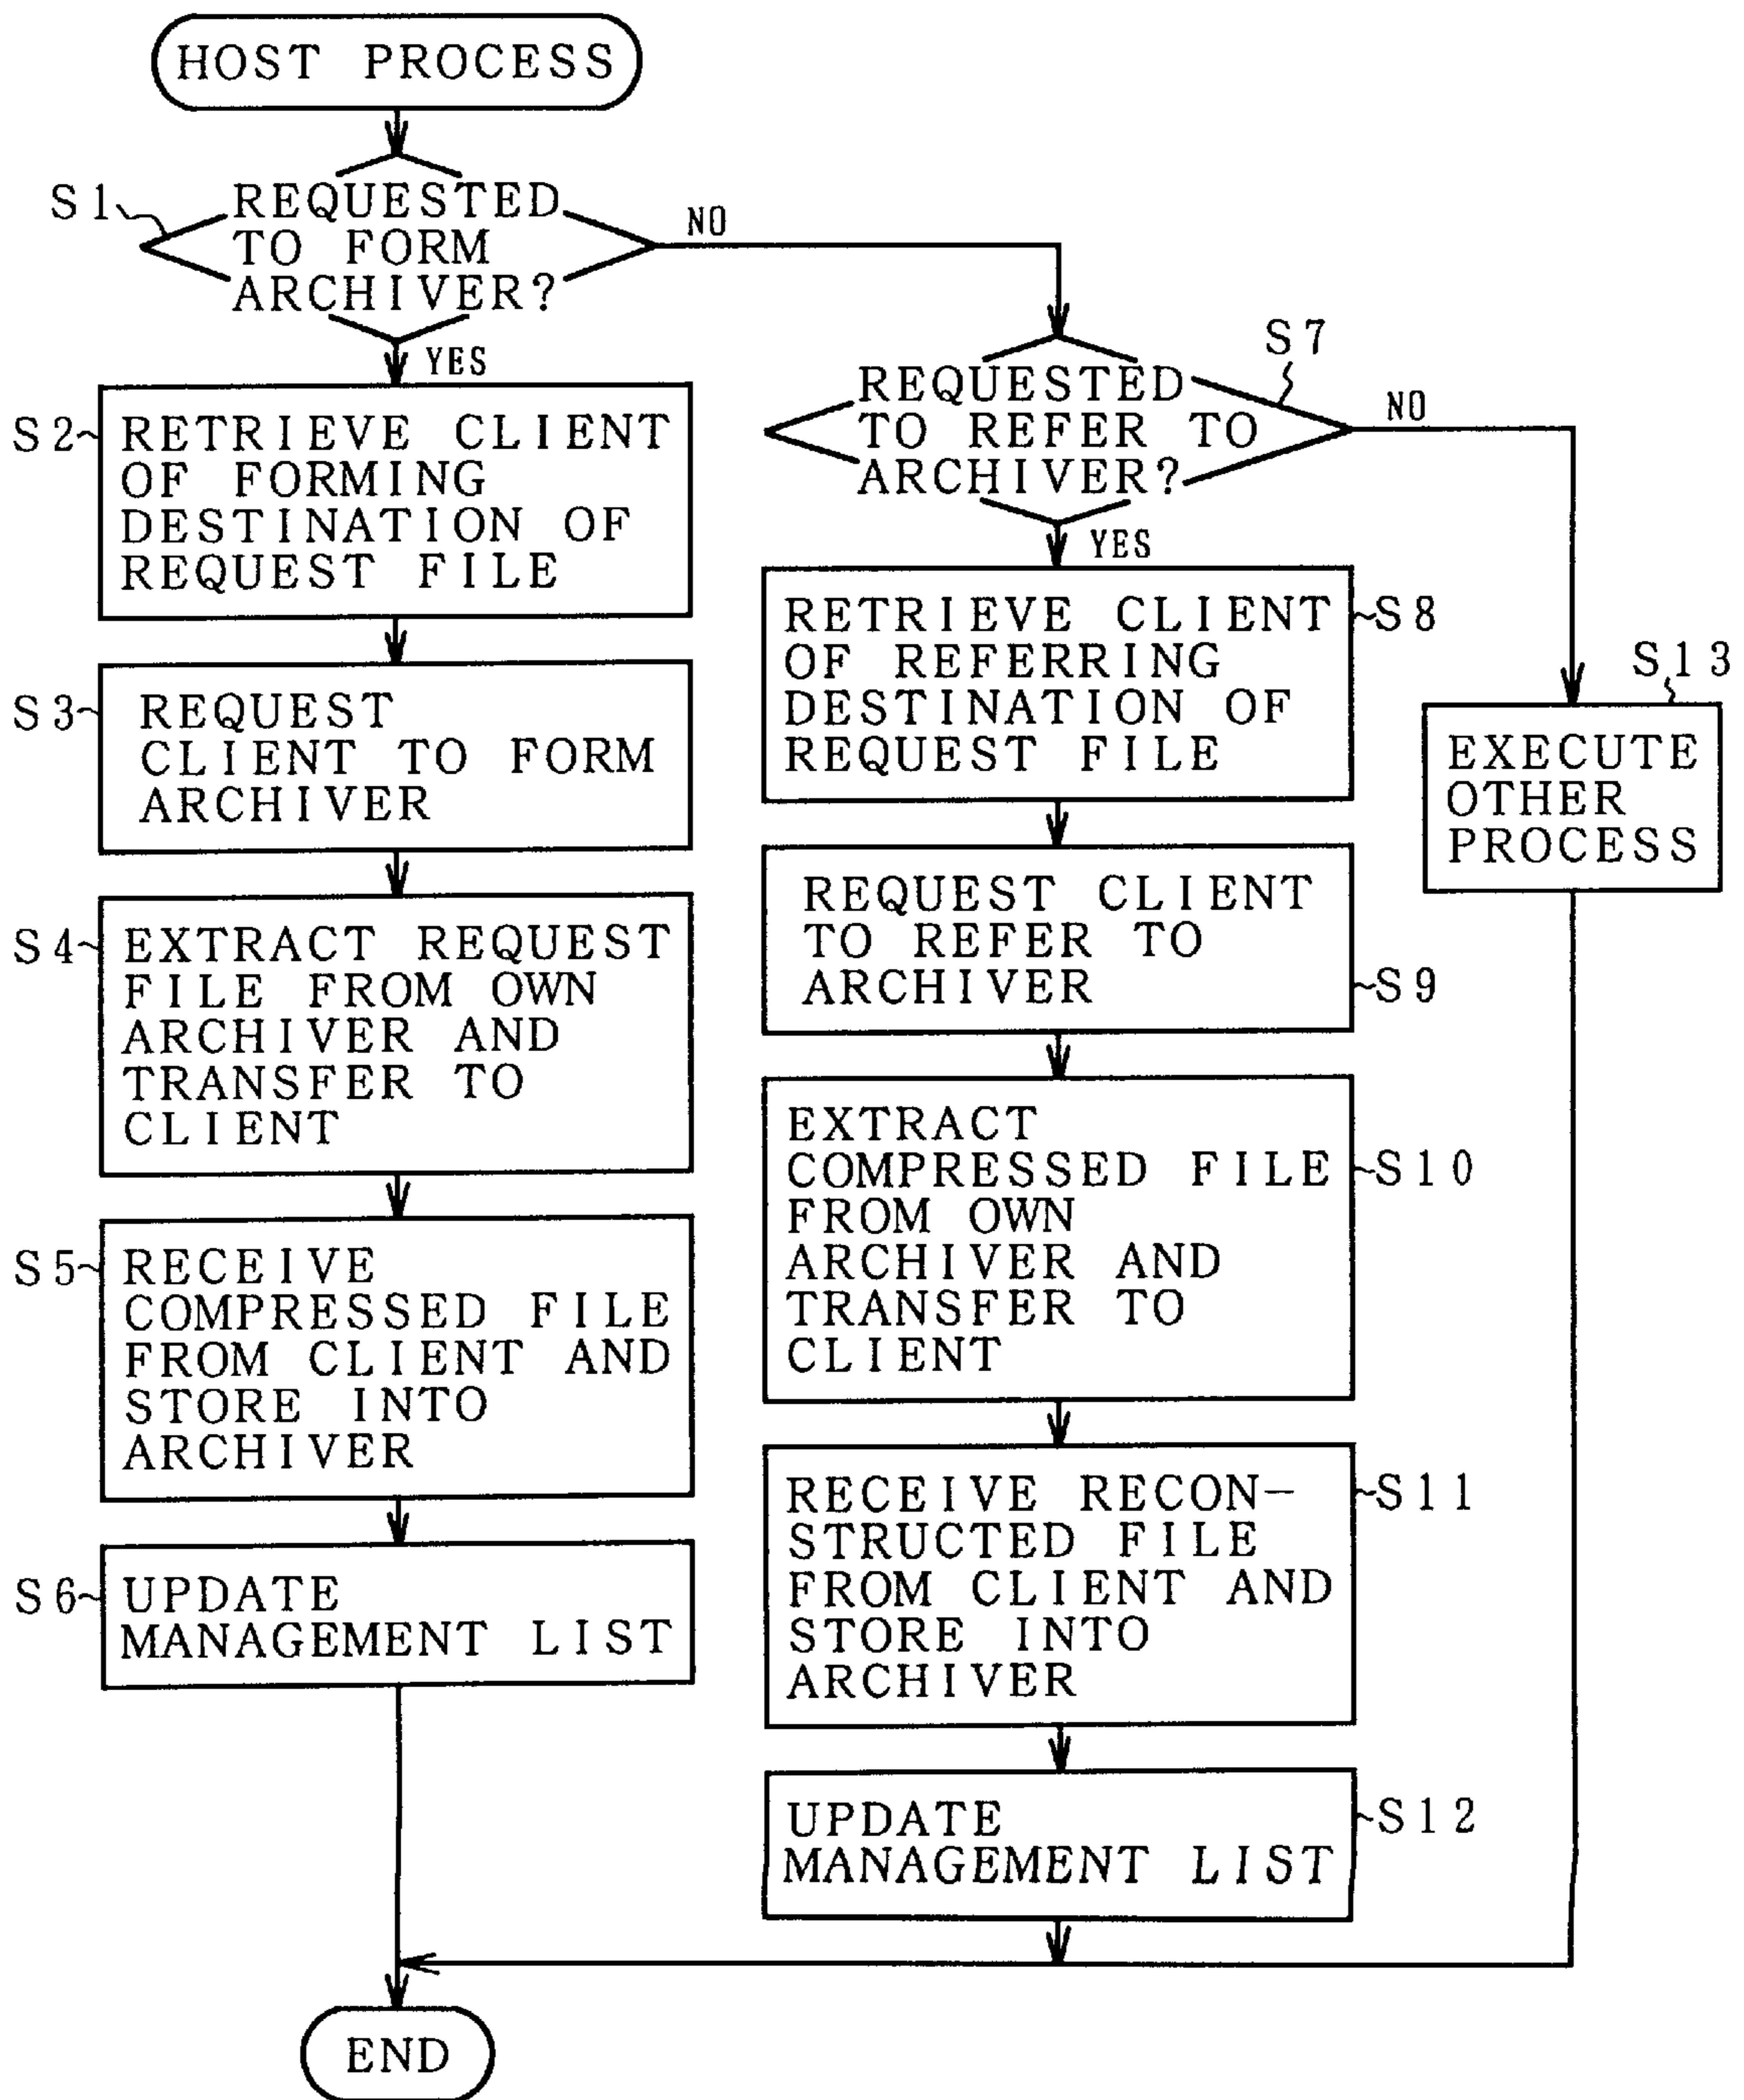 HOST PROCESS
S1
REQUESTED
TO FORM
ARCHIVER?
NO
YES
S2
RETRIEVE CLIENT
OF FORMING
DESTINATION OF
REQUEST FILE
S3
REQUEST
CLIENT TO FORM
ARCHIVER
S4
EXTRACT REQUEST
FILE FROM OWN
ARCHIVER AND
TRANSFER TO
CLIENT
S5
RECEIVE
COMPRESSED FILE
FROM CLIENT AND
STORE INTO
ARCHIVER
S6
UPDATE
MANAGEMENT LIST
S7
REQUESTED
TO REFER TO
ARCHIVER?
NO
YES
S8
RETRIEVE CLIENT
OF REFERRING
DESTINATION OF
REQUEST FILE
S9
REQUEST CLIENT
TO REFER TO
ARCHIVER
S10
EXTRACT
COMPRESSED FILE
FROM OWN
ARCHIVER AND
TRANSFER TO
CLIENT
S11
RECEIVE RECON-
STRUCTED FILE
FROM CLIENT AND
STORE INTO
ARCHIVER
S12
UPDATE
MANAGEMENT LIST
S13
EXECUTE
OTHER
PROCESS
END